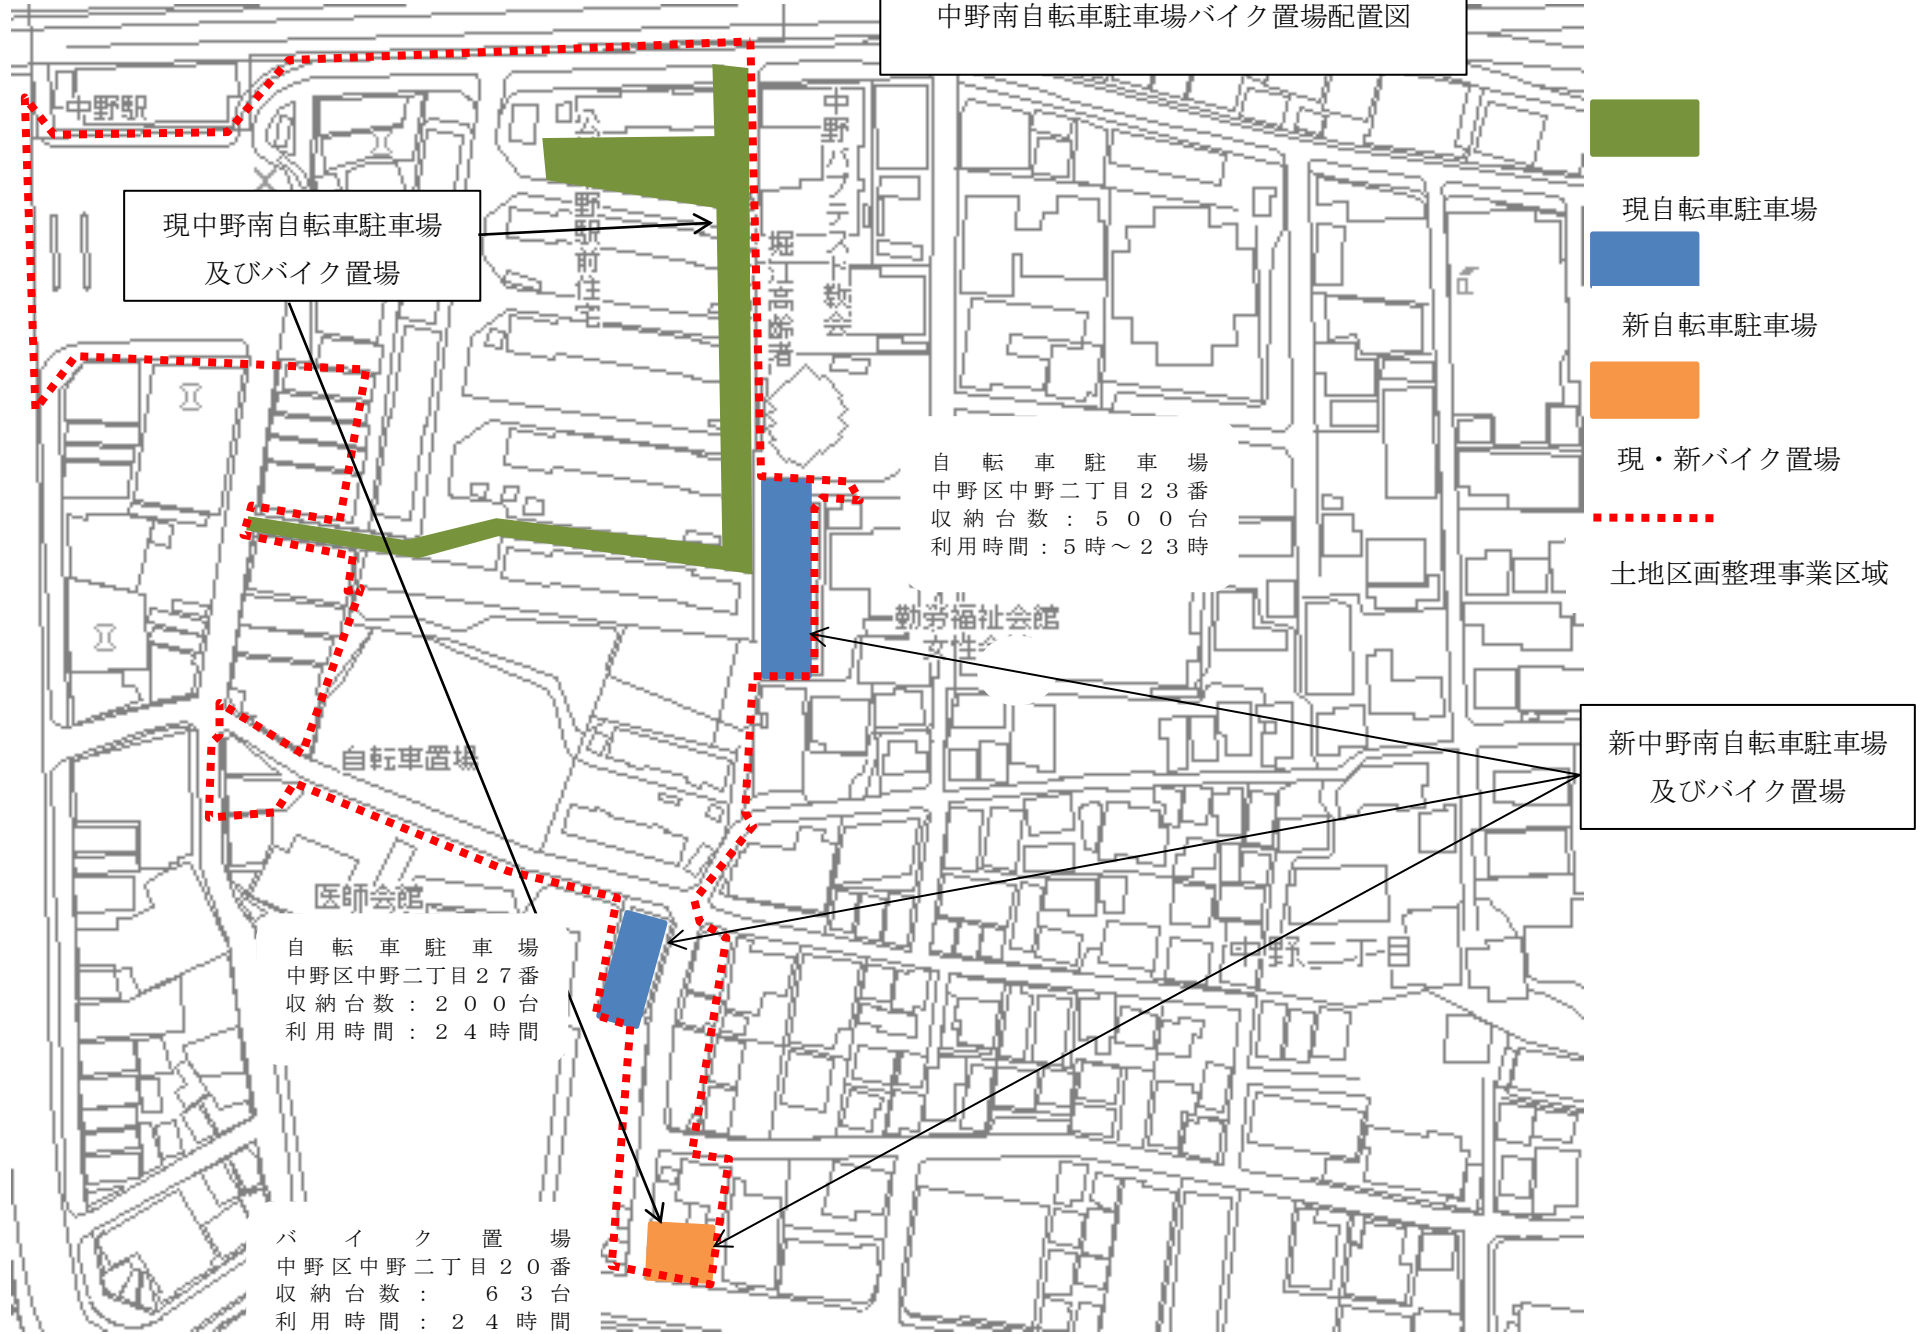 中野南自転車駐車場バイク置場配置図
中野駅
現中野南自転車駐車場
及びバイク置場
公
野駅前住宅
中野バプテスト教会
堀江高齢者
現自転車駐車場
新自転車駐車場
現・新バイク置場
土地区画整理事業区域
自転車駐車場
中野区中野二丁目23番
収納台数:500台
利用時間:5時~23時
勤労福祉会館
女性
新中野南自転車駐車場
及びバイク置場
自転車置場
医師会館
自転車駐車場
中野区中野二丁目27番
収納台数:200台
利用時間:24時間
中野二丁目
バイク置場
中野区中野二丁目20番
収納台数: 63台
利用時間:24時間